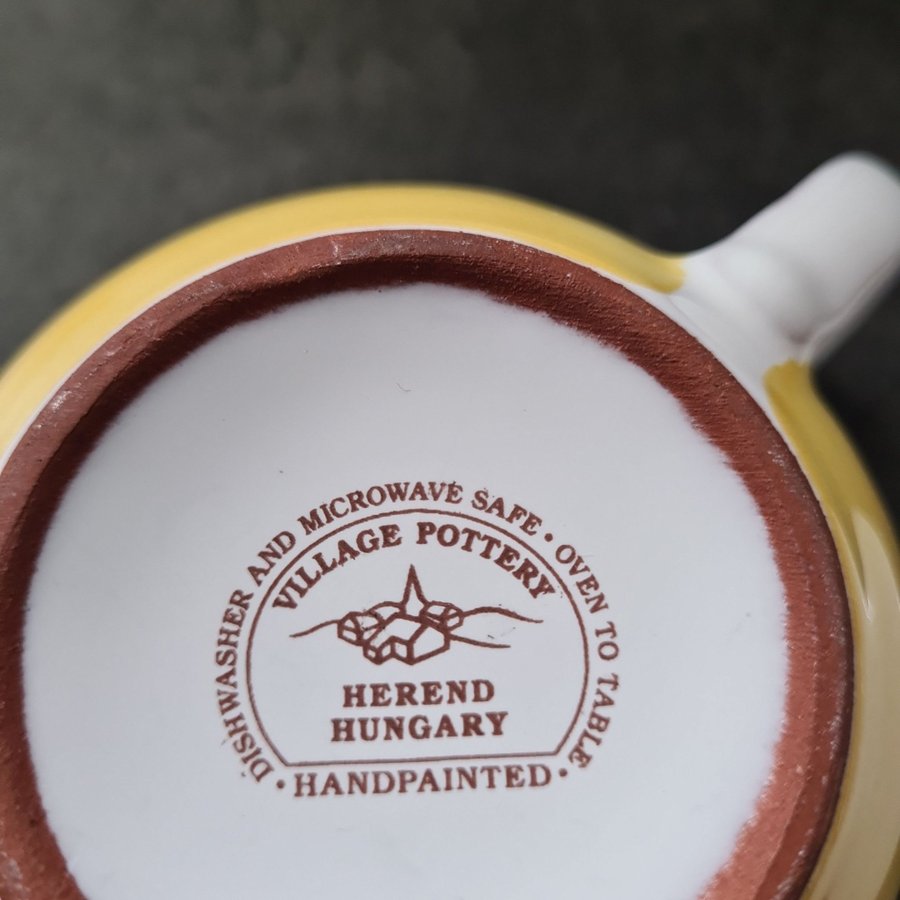 DISHWASHER AND MICROWAVE SAFE • OVEN TO TABLE
VILLAGE POTTERY
HEREND
HUNGARY
• HANDPAINTED •